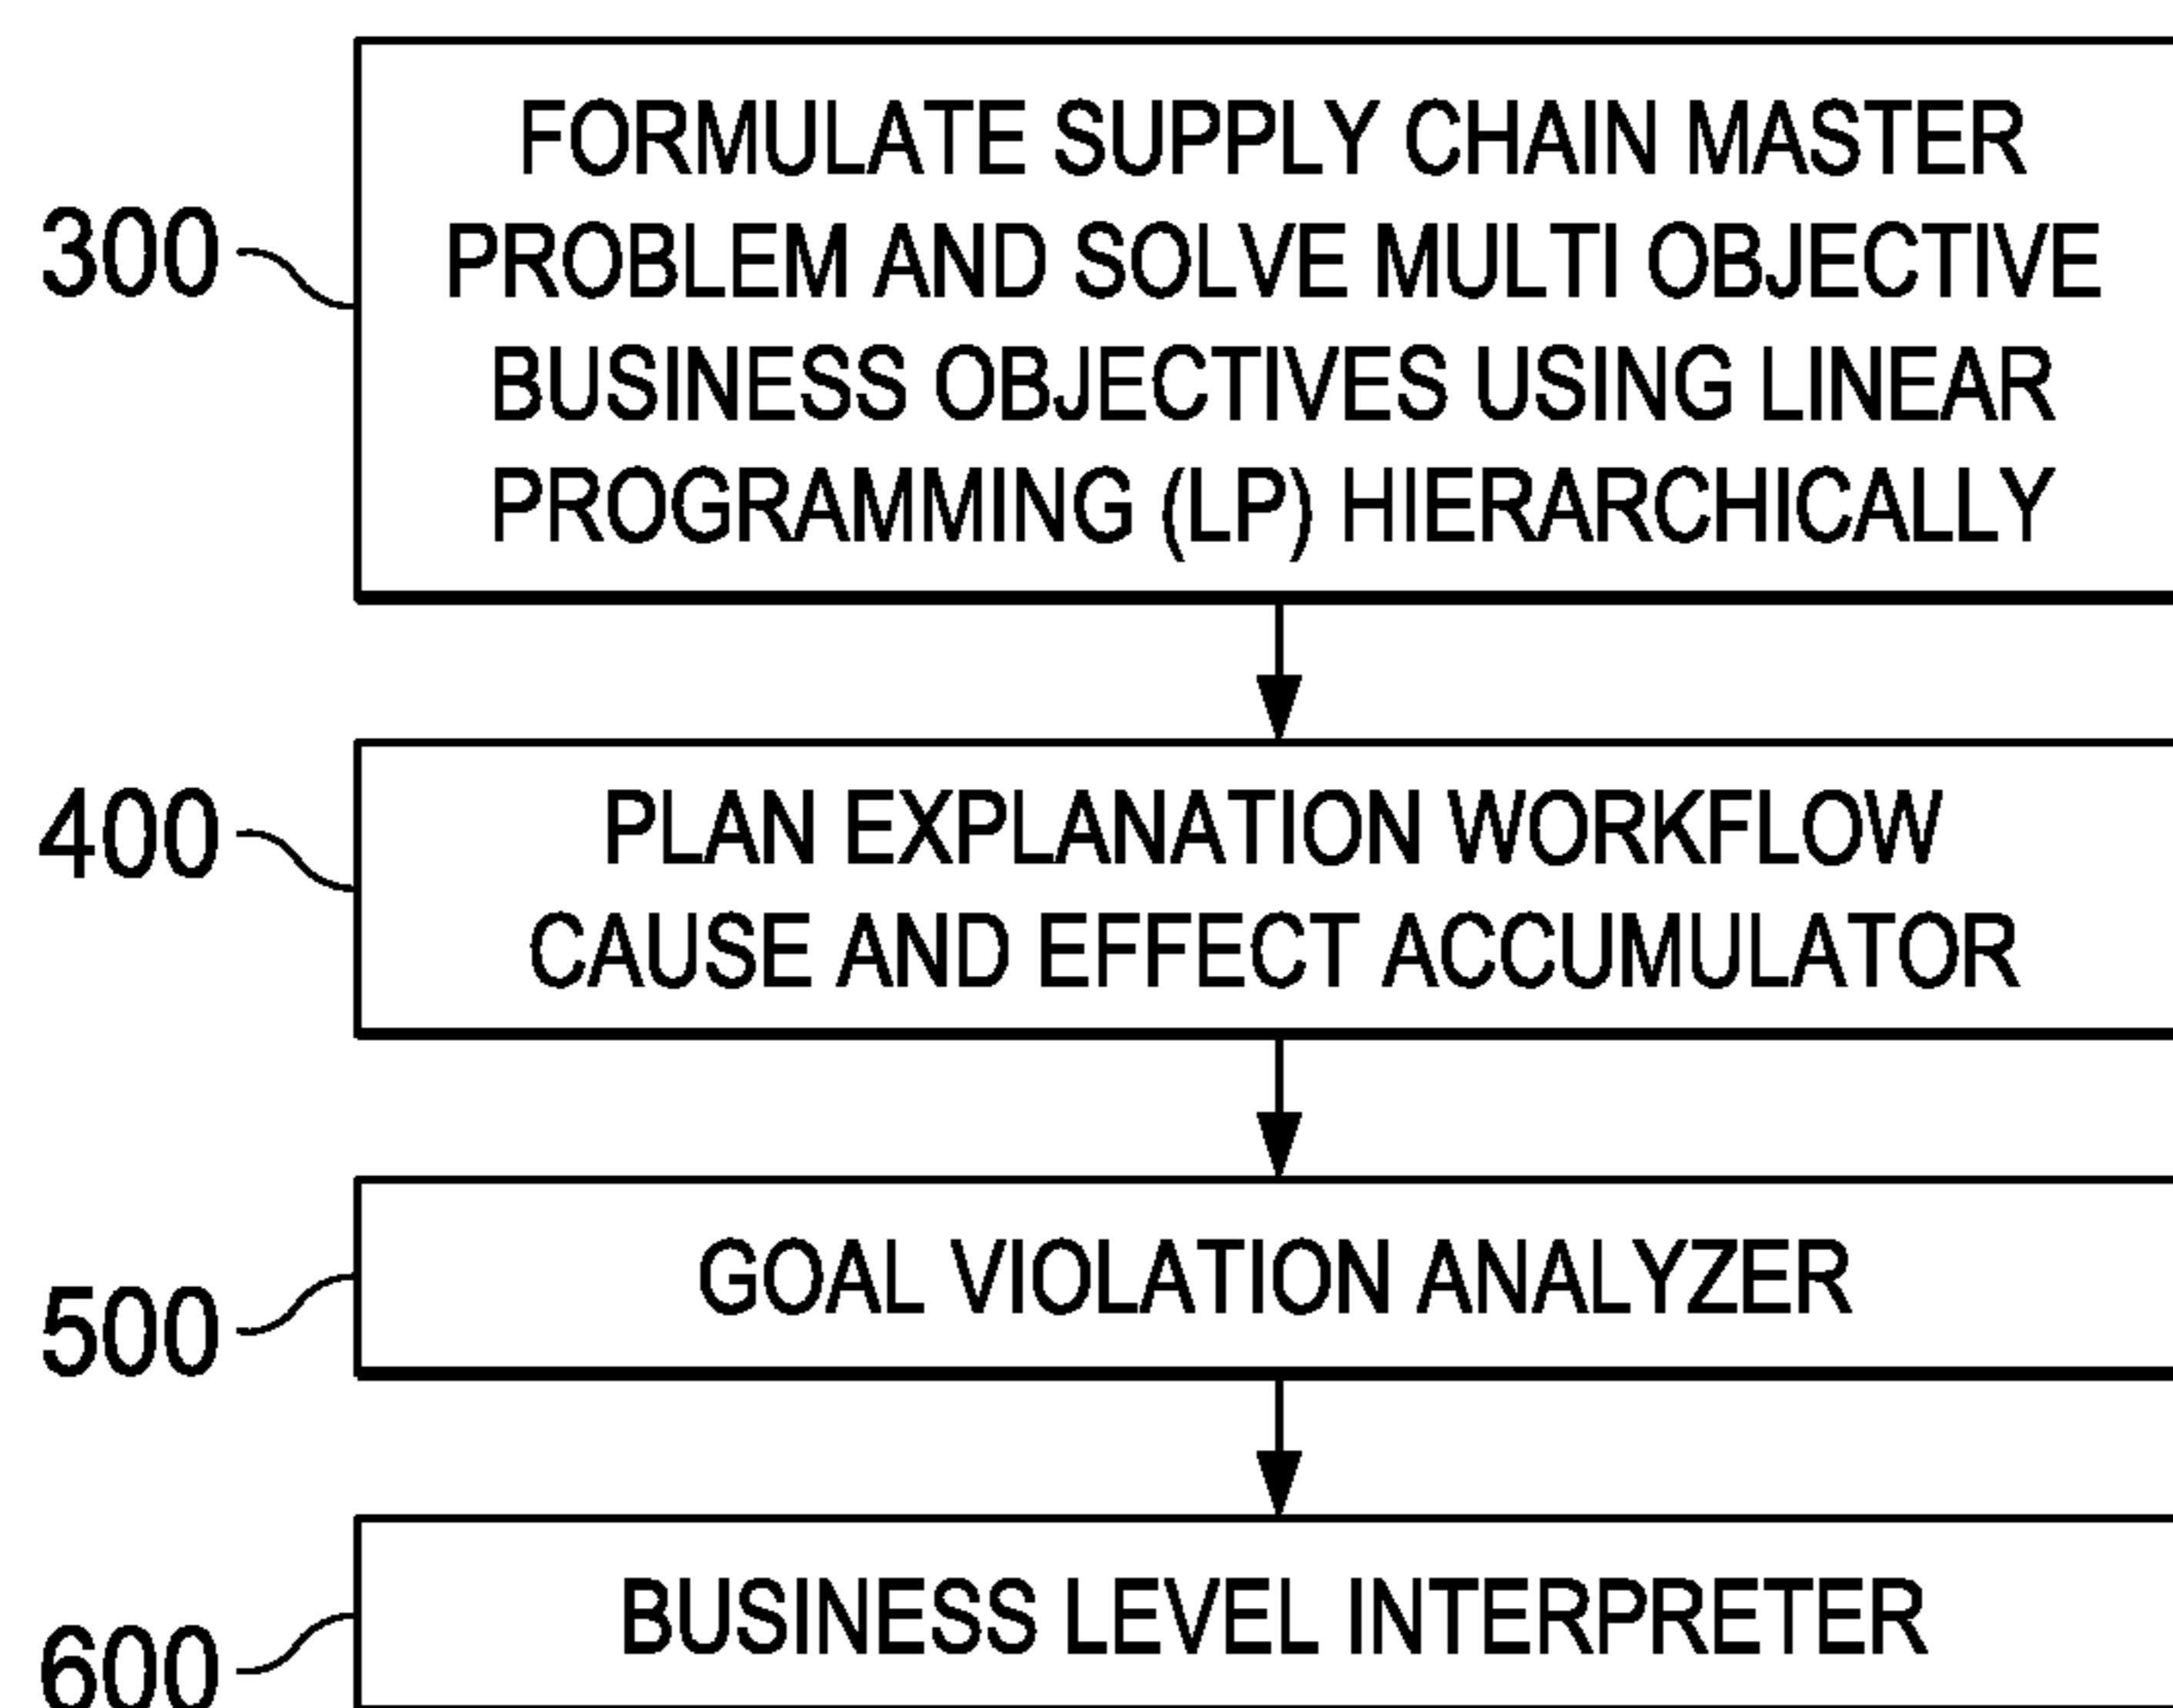 FORMULATE SUPPLY CHAIN MASTER
300
PROBLEM AND SOLVE MULTI OBJECTIVE
BUSINESS OBJECTIVES USING LINEAR
PROGRAMMING (LP) HIERARCHICALLY
400
PLAN EXPLANATION WORKFLOW
CAUSE AND EFFECT ACCUMULATOR
500
GOAL VIOLATION ANALYZER
600
BUSINESS LEVEL INTERPRETER